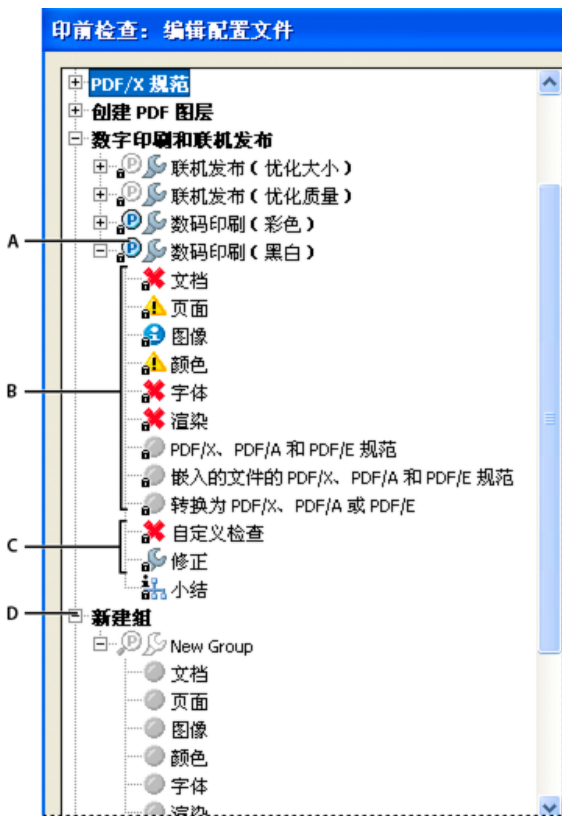 印前检查：编辑配置文件
PDF/X 规范
创建 PDF 图层
数字印刷和联机发布
联机发布（优化大小）
联机发布（优化质量）
数码印刷（彩色）
A
数码印刷（黑白）
文档
页面
图像
颜色
B
字体
渲染
PDF/X、PDF/A 和 PDF/E 规范
嵌入的文件的 PDF/X、PDF/A 和 PDF/E 规范
转换为 PDF/X、PDF/A 或 PDF/E
自定义检查
C
修正
小结
D
新建组
New Group
文档
页面
图像
颜色
字体
渲染